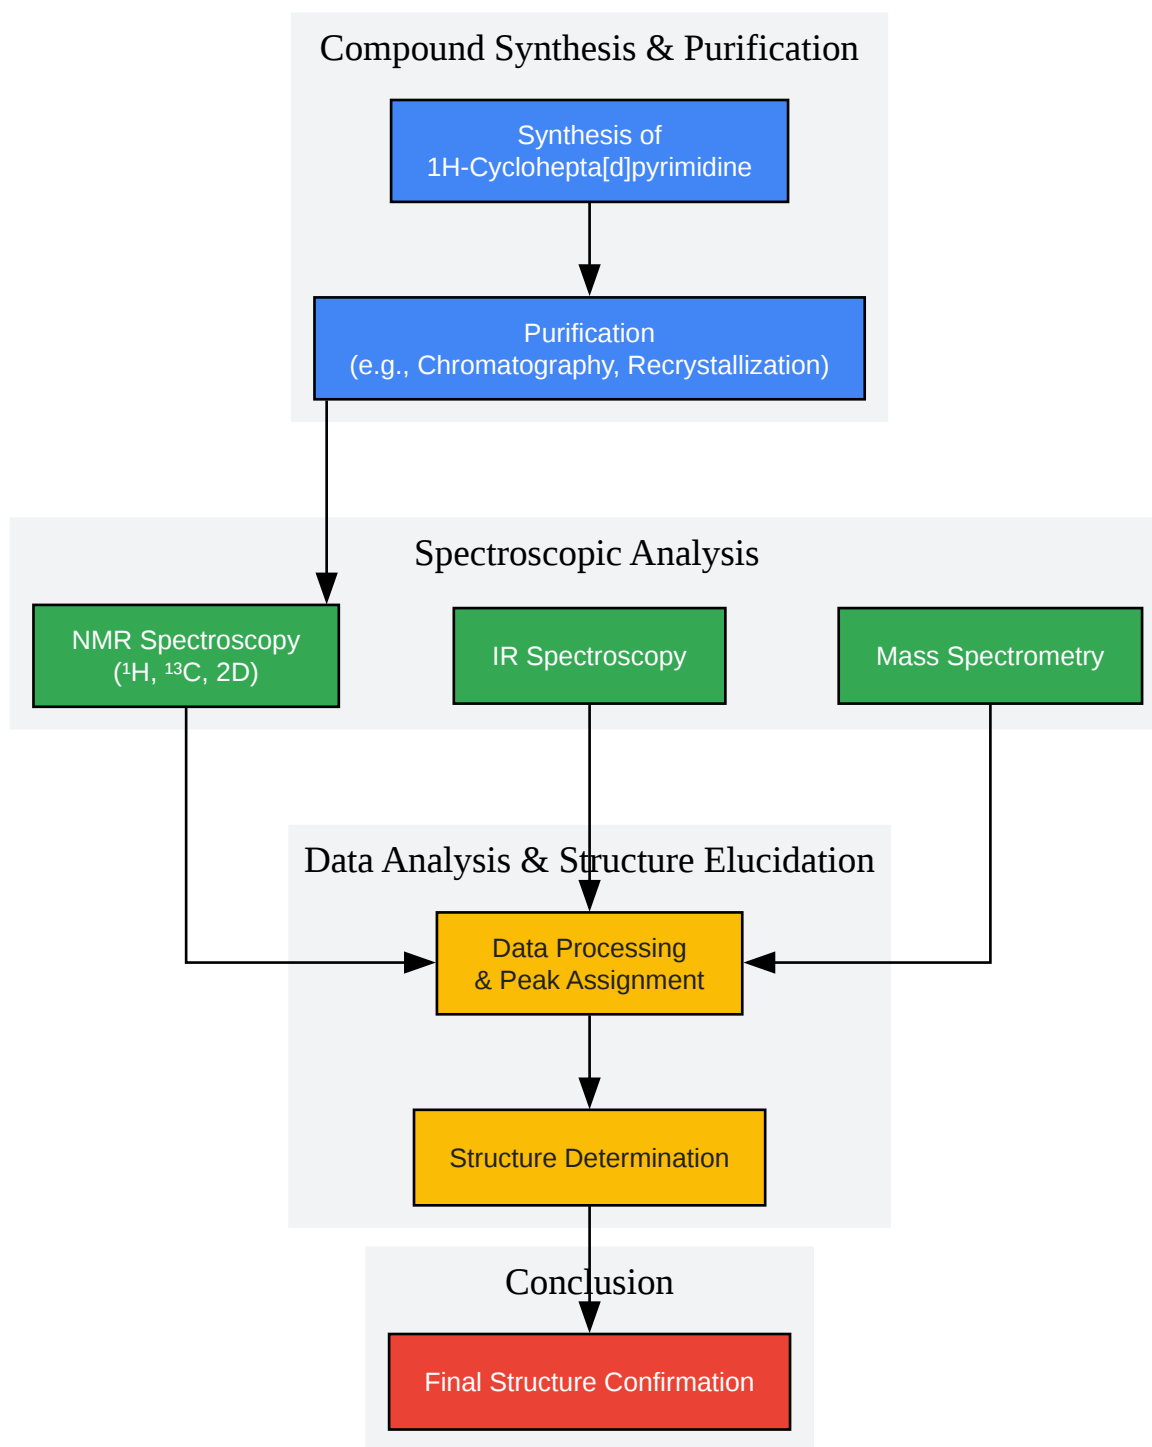 Compound Synthesis & Purification
Synthesis of
1H-Cyclohepta[d]pyrimidine
Purification
(e.g., Chromatography, Recrystallization)
Spectroscopic Analysis
NMR Spectroscopy
(¹H, ¹³C, 2D)
IR Spectroscopy
Mass Spectrometry
Data Analysis & Structure Elucidation
Data Processing
& Peak Assignment
Structure Determination
Conclusion
Final Structure Confirmation